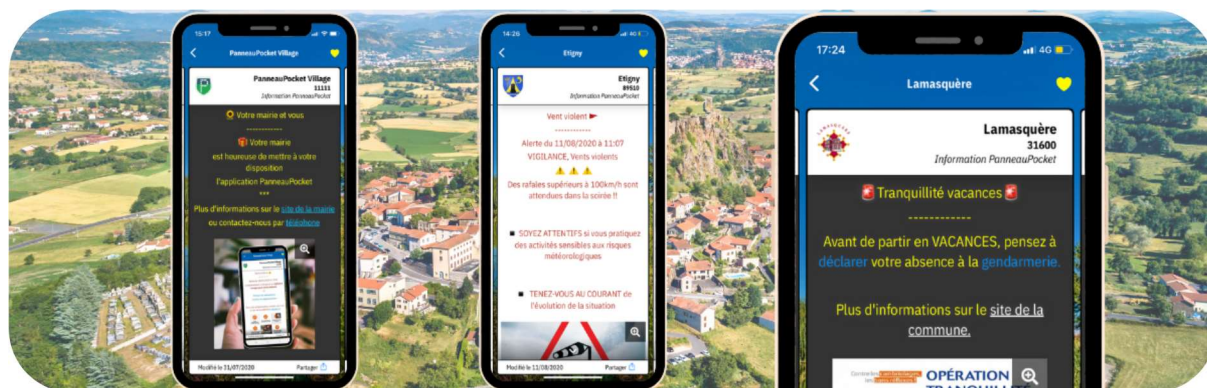 15:17
PanneauPocket Village
PanneauPocket Village
11111
Information PanneauPocket
Votre mairie et vous
------------
Votre mairie
est heureuse de mettre à votre
disposition
l'application PanneauPocket
***
Plus d'informations sur le site de la mairie
ou contactez-nous par téléphone
Modifié le 31/07/2020
Partager
14:26
4G
Etigny
Etigny
89510
Information PanneauPocket
Vent violent
------------
Alerte du 11/08/2020 à 11:07
VIGILANCE, Vents violents
Des rafales supérieurs à 100km/h sont
attendues dans la soirée !!
SOYEZ ATTENTIFS si vous pratiquez
des activités sensibles aux risques
météorologiques
TENEZ-VOUS AU COURANT de
l'évolution de la situation
Modifié le 11/08/2020
Partager
17:24
4G
Lamasquère
LAMASQUERE
Lamasquère
31600
Information PanneauPocket
Tranquillité vacances
------------
Avant de partir en VACANCES, pensez à
déclarer votre absence à la gendarmerie.
Plus d'informations sur le site de la
commune.
OPÉRATION
TRANQUILL